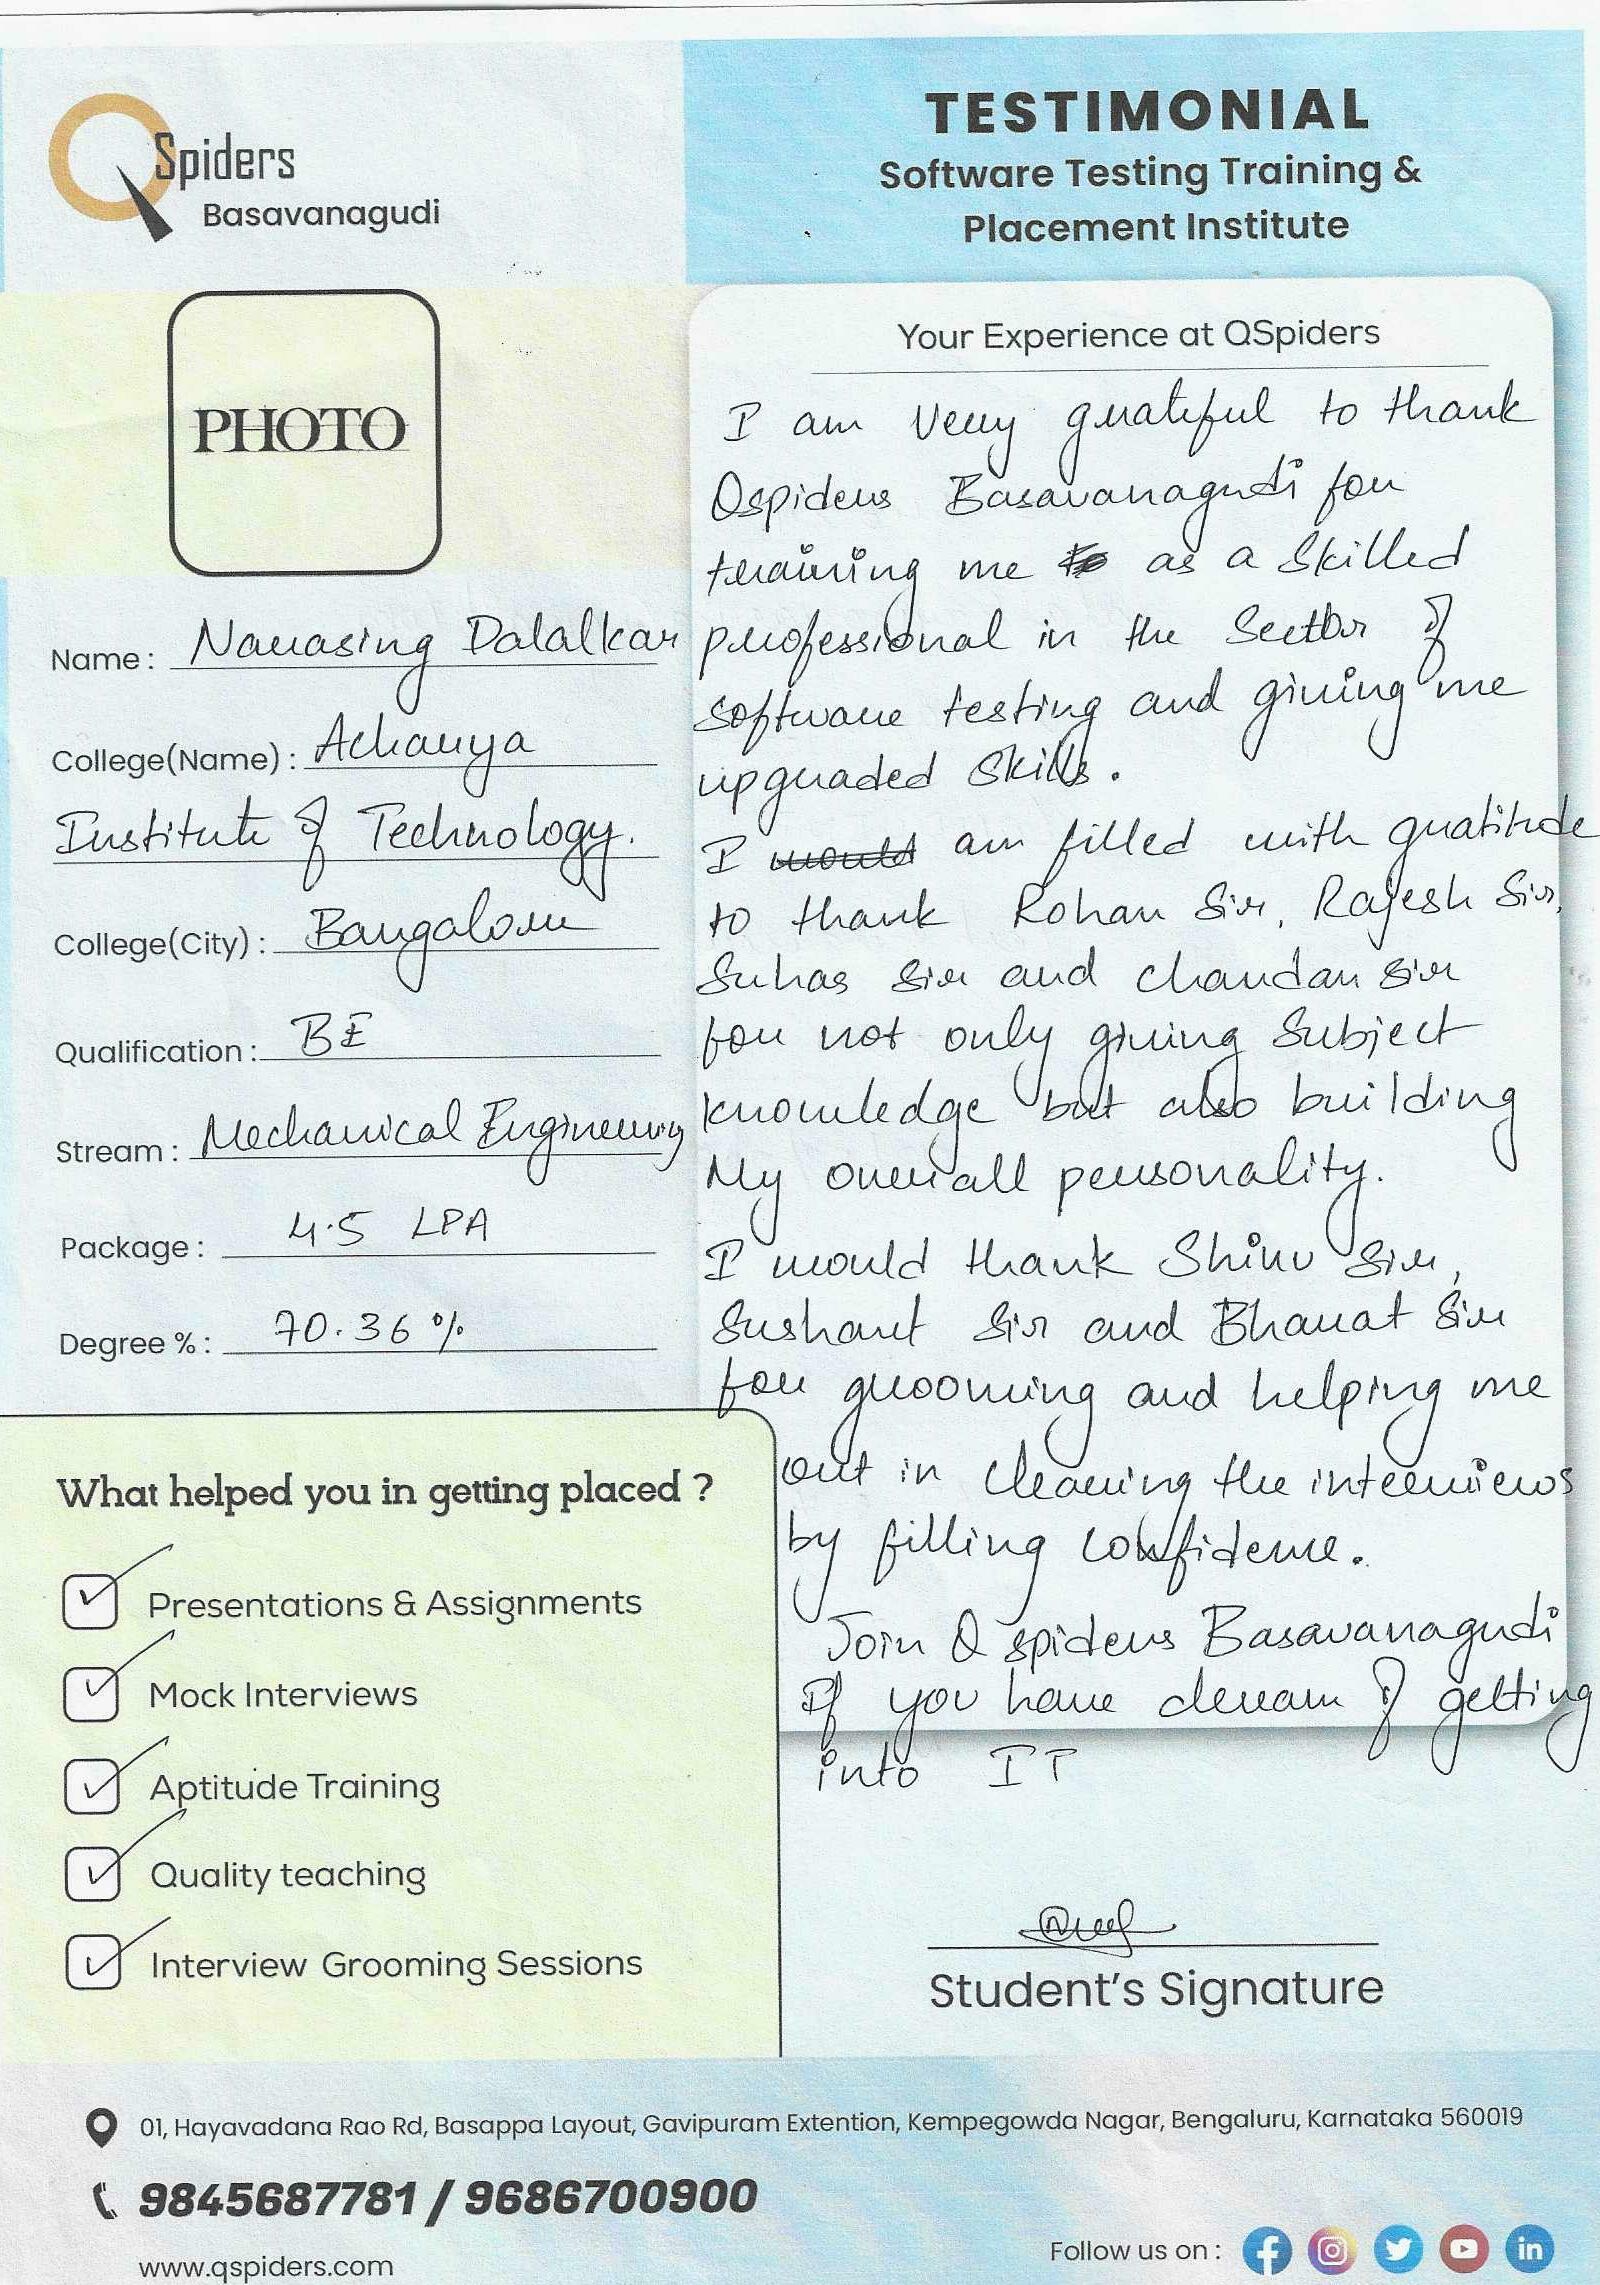 QSpiders
Basavanagudi
TESTIMONIAL
Software Testing Training &
Placement Institute
PHOTO
Name : Narasing Dalalkar
College(Name) : Acharya
Institute of Technology.
College(City) : Bangalore
Qualification : BE
Stream : Mechanical Engineering
Package : 4.5 LPA
Degree % : 70.36 %
Your Experience at QSpiders
I am Very grateful to thank
Qspiders Basavanagudi for
training me as a Skilled
professional in the Sector of
software testing and giving me
upgraded Skills.
I would am filled with gratitude
to thank Rohan Sir, Rajesh Sir,
Suhas Sir and Chandan Sir
for not only giving Subject
knowledge but also building
My overall personality.
I would thank Shinu Sir,
Sushant Sir and Bharat Sir
for grooming and helping me
out in clearing the interviews
by filling confidence.
Join Q spiders Basavanagudi
If you have dream of getting
into IT
What helped you in getting placed ?
Presentations & Assignments
Mock Interviews
Aptitude Training
Quality teaching
Interview Grooming Sessions
Student's Signature
01, Hayavadana Rao Rd, Basappa Layout, Gavipuram Extention, Kempegowda Nagar, Bengaluru, Karnataka 560019
9845687781 / 9686700900
www.qspiders.com
Follow us on :